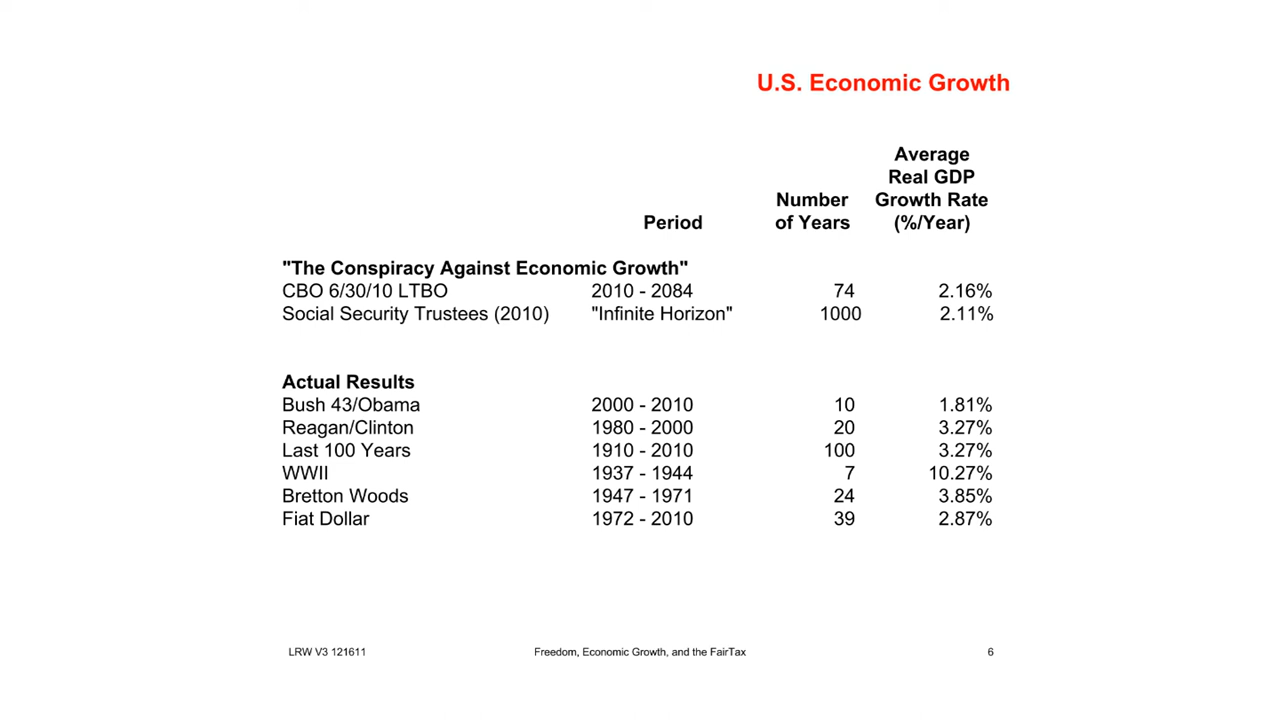 U.S. Economic Growth
Average
Real GDP
Number Growth Rate
Period of Years (%/Year)
"The Conspiracy Against Economic Growth"
CBO 6/30/10 LTBO 2010 - 2084 74 2.16%
Social Security Trustees (2010) "Infinite Horizon" 1000 2.11%
Actual Results
Bush 43/Obama 2000 - 2010 10 1.81%
Reagan/Clinton 1980 - 2000 20 3.27%
Last 100 Years 1910 - 2010 100 3.27%
WWII 1937 - 1944 7 10.27%
Bretton Woods 1947 - 1971 24 3.85%
Fiat Dollar 1972 - 2010 39 2.87%
LRW V3 121611 Freedom, Economic Growth, and the FairTax 6